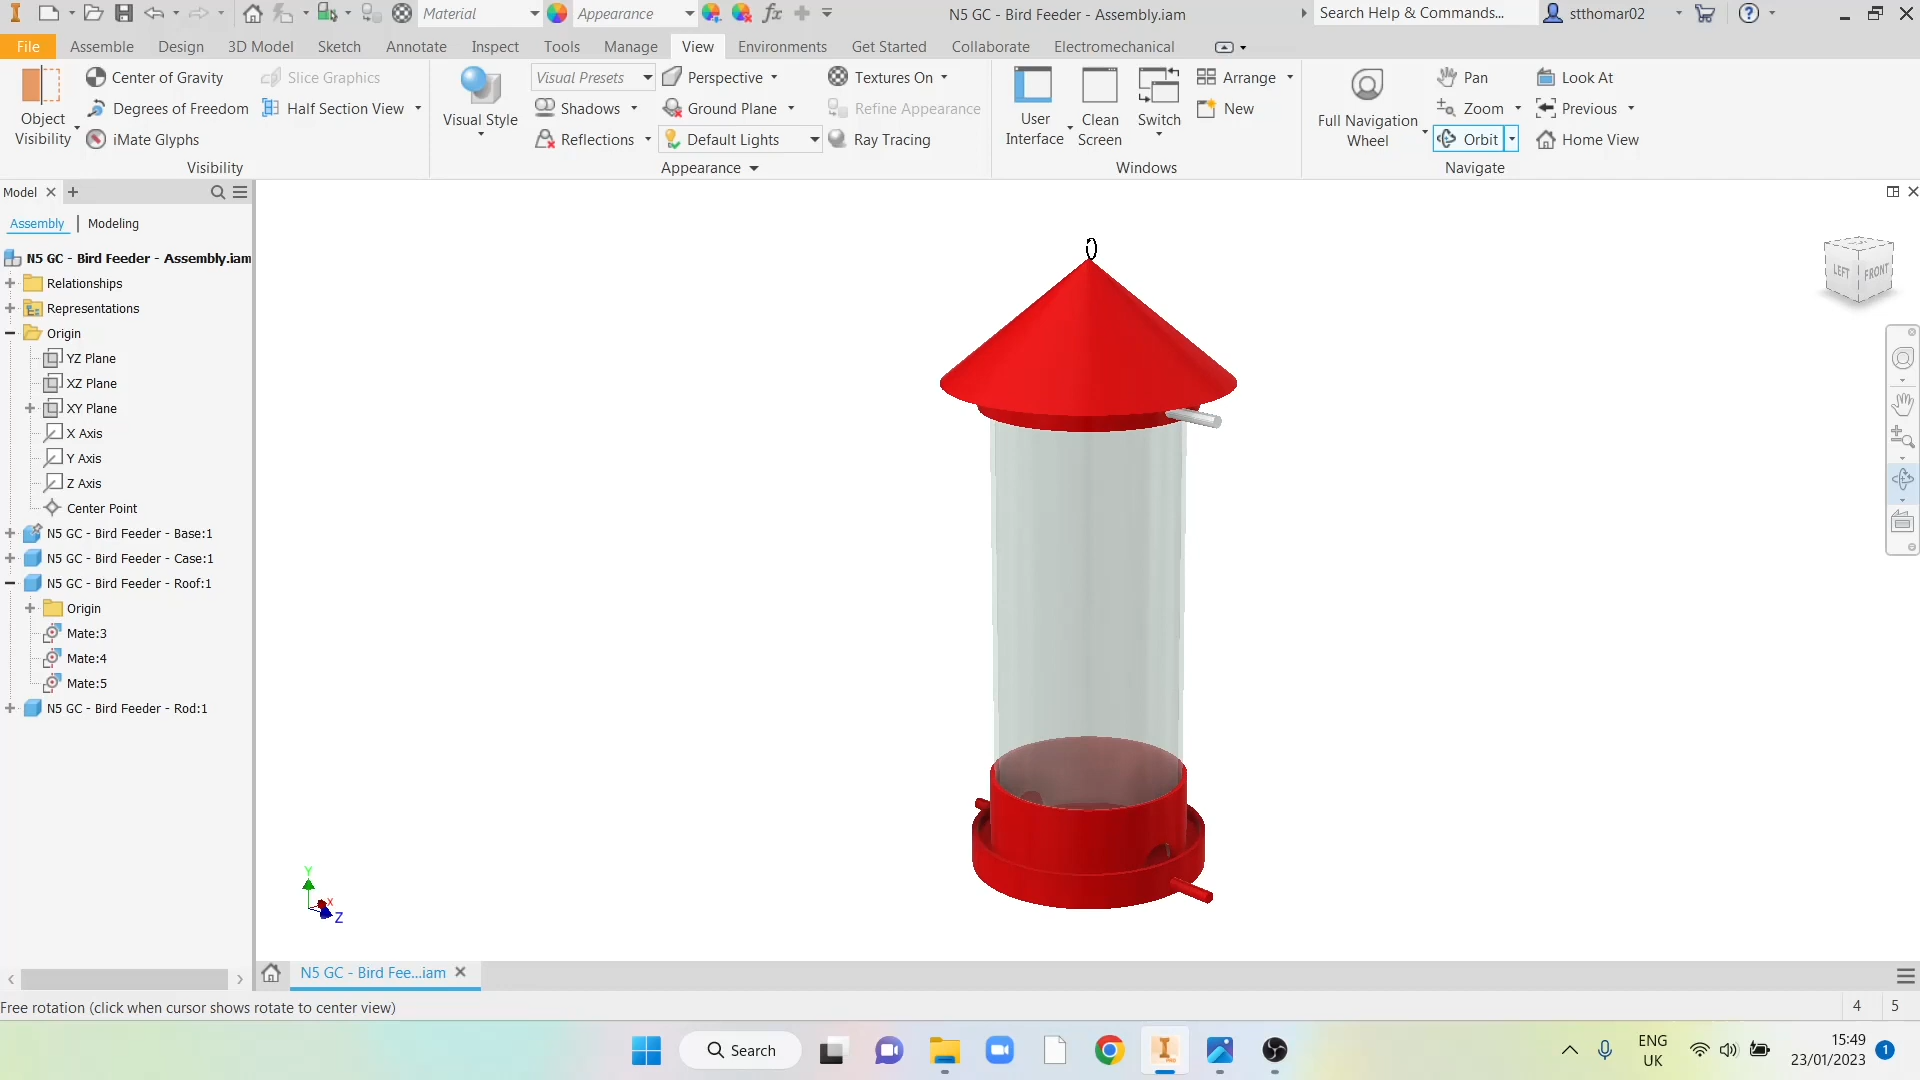 Material
Appearance
N5 GC - Bird Feeder - Assembly.iam
Search Help & Commands...
stthomar02
File
Assemble
Design
3D Model
Sketch
Annotate
Inspect
Tools
Manage
View
Environments
Get Started
Collaborate
Electromechanical
Object Visibility
Center of Gravity
Degrees of Freedom
iMate Glyphs
Slice Graphics
Half Section View
Visibility
Visual Style
Visual Presets
Shadows
Reflections
Perspective
Ground Plane
Default Lights
Textures On
Refine Appearance
Ray Tracing
Appearance
User Interface
Clean Screen
Switch
Arrange
New
Windows
Full Navigation Wheel
Pan
Zoom
Orbit
Look At
Previous
Home View
Navigate
Model
Assembly
Modeling
N5 GC - Bird Feeder - Assembly.iam
Relationships
Representations
Origin
YZ Plane
XZ Plane
XY Plane
X Axis
Y Axis
Z Axis
Center Point
N5 GC - Bird Feeder - Base:1
N5 GC - Bird Feeder - Case:1
N5 GC - Bird Feeder - Roof:1
Origin
Mate:3
Mate:4
Mate:5
N5 GC - Bird Feeder - Rod:1
LEFT
FRONT
Y
X
Z
N5 GC - Bird Fee...iam
Free rotation (click when cursor shows rotate to center view)
4
5
Search
ENG
UK
15:49
23/01/2023
1